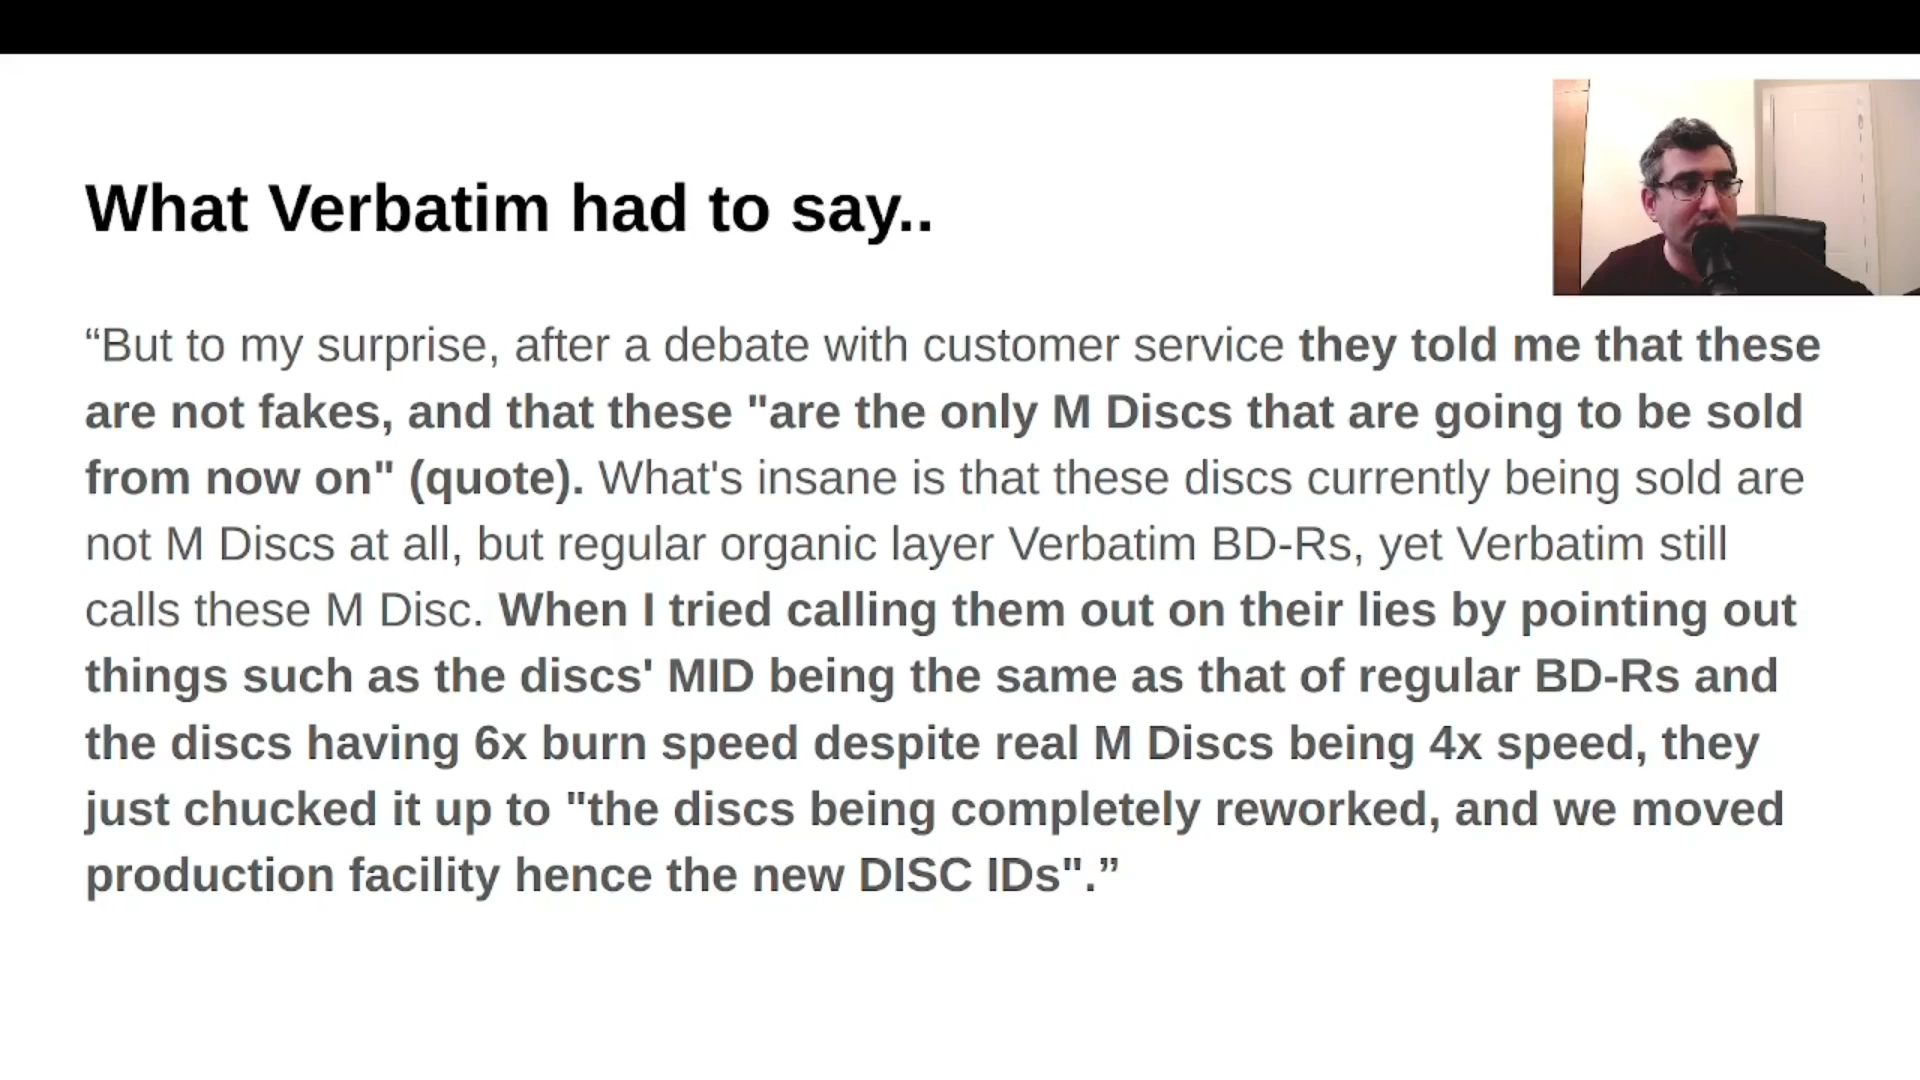 What Verbatim had to say..
“But to my surprise, after a debate with customer service they told me that these
are not fakes, and that these "are the only M Discs that are going to be sold
from now on" (quote). What's insane is that these discs currently being sold are
not M Discs at all, but regular organic layer Verbatim BD-Rs, yet Verbatim still
calls these M Disc. When I tried calling them out on their lies by pointing out
things such as the discs' MID being the same as that of regular BD-Rs and
the discs having 6x burn speed despite real M Discs being 4x speed, they
just chucked it up to "the discs being completely reworked, and we moved
production facility hence the new DISC IDs".”